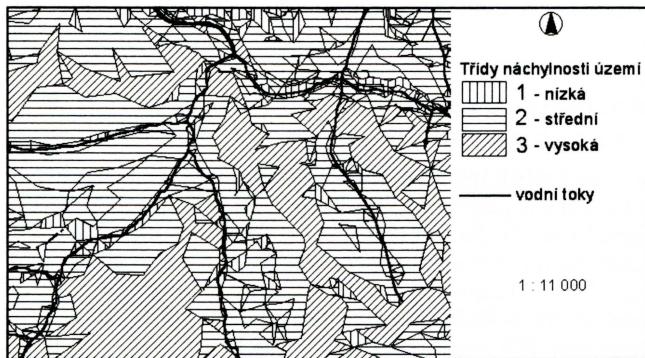 Třídy náchylnosti území
1 - nízká
2 - střední
3 - vysoká
vodní toky
1 : 11 000